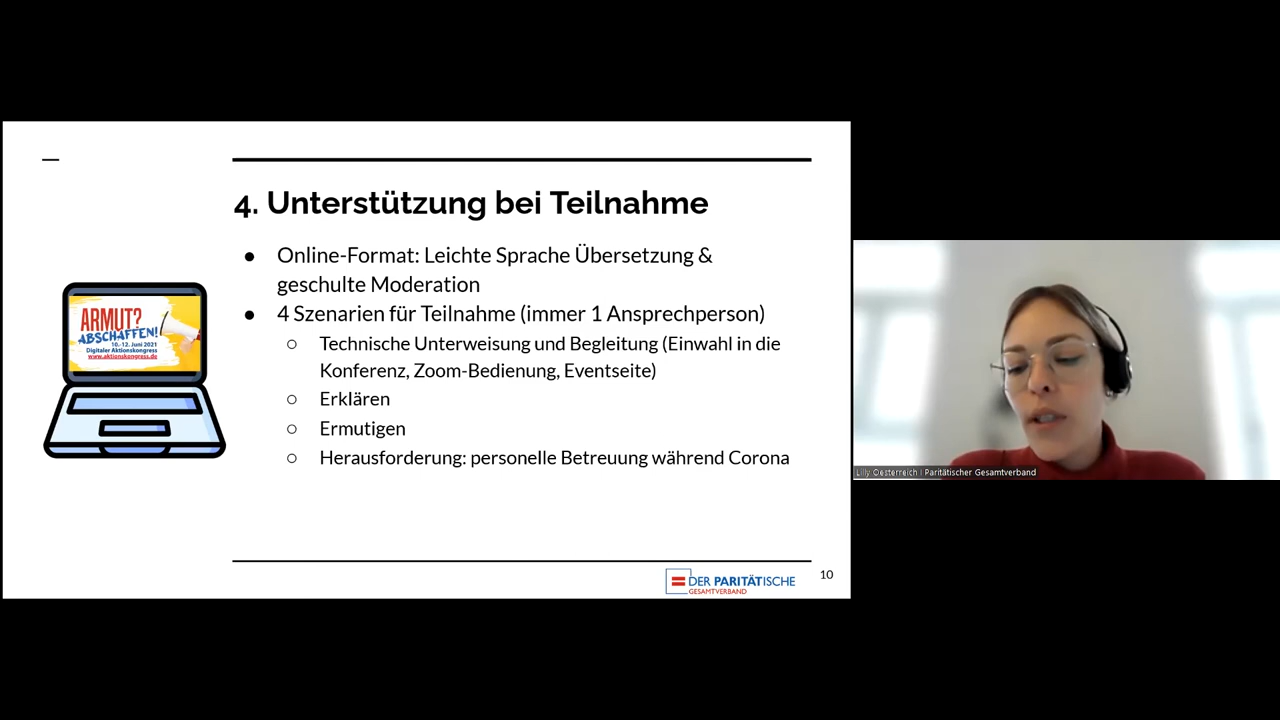 4. Unterstützung bei Teilnahme
● Online-Format: Leichte Sprache Übersetzung &
geschulte Moderation
● 4 Szenarien für Teilnahme (immer 1 Ansprechperson)
○ Technische Unterweisung und Begleitung (Einwahl in die
Konferenz, Zoom-Bedienung, Eventseite)
○ Erklären
○ Ermutigen
○ Herausforderung: personelle Betreuung während Corona
ARMUT?
ABSCHAFFEN!
10.-12. Juni 2021
Digitaler Aktionskongress
www.aktionskongress.de
DER PARITÄTISCHE
GESAMTVERBAND
10
Lilly Oesterreich | Paritätischer Gesamtverband